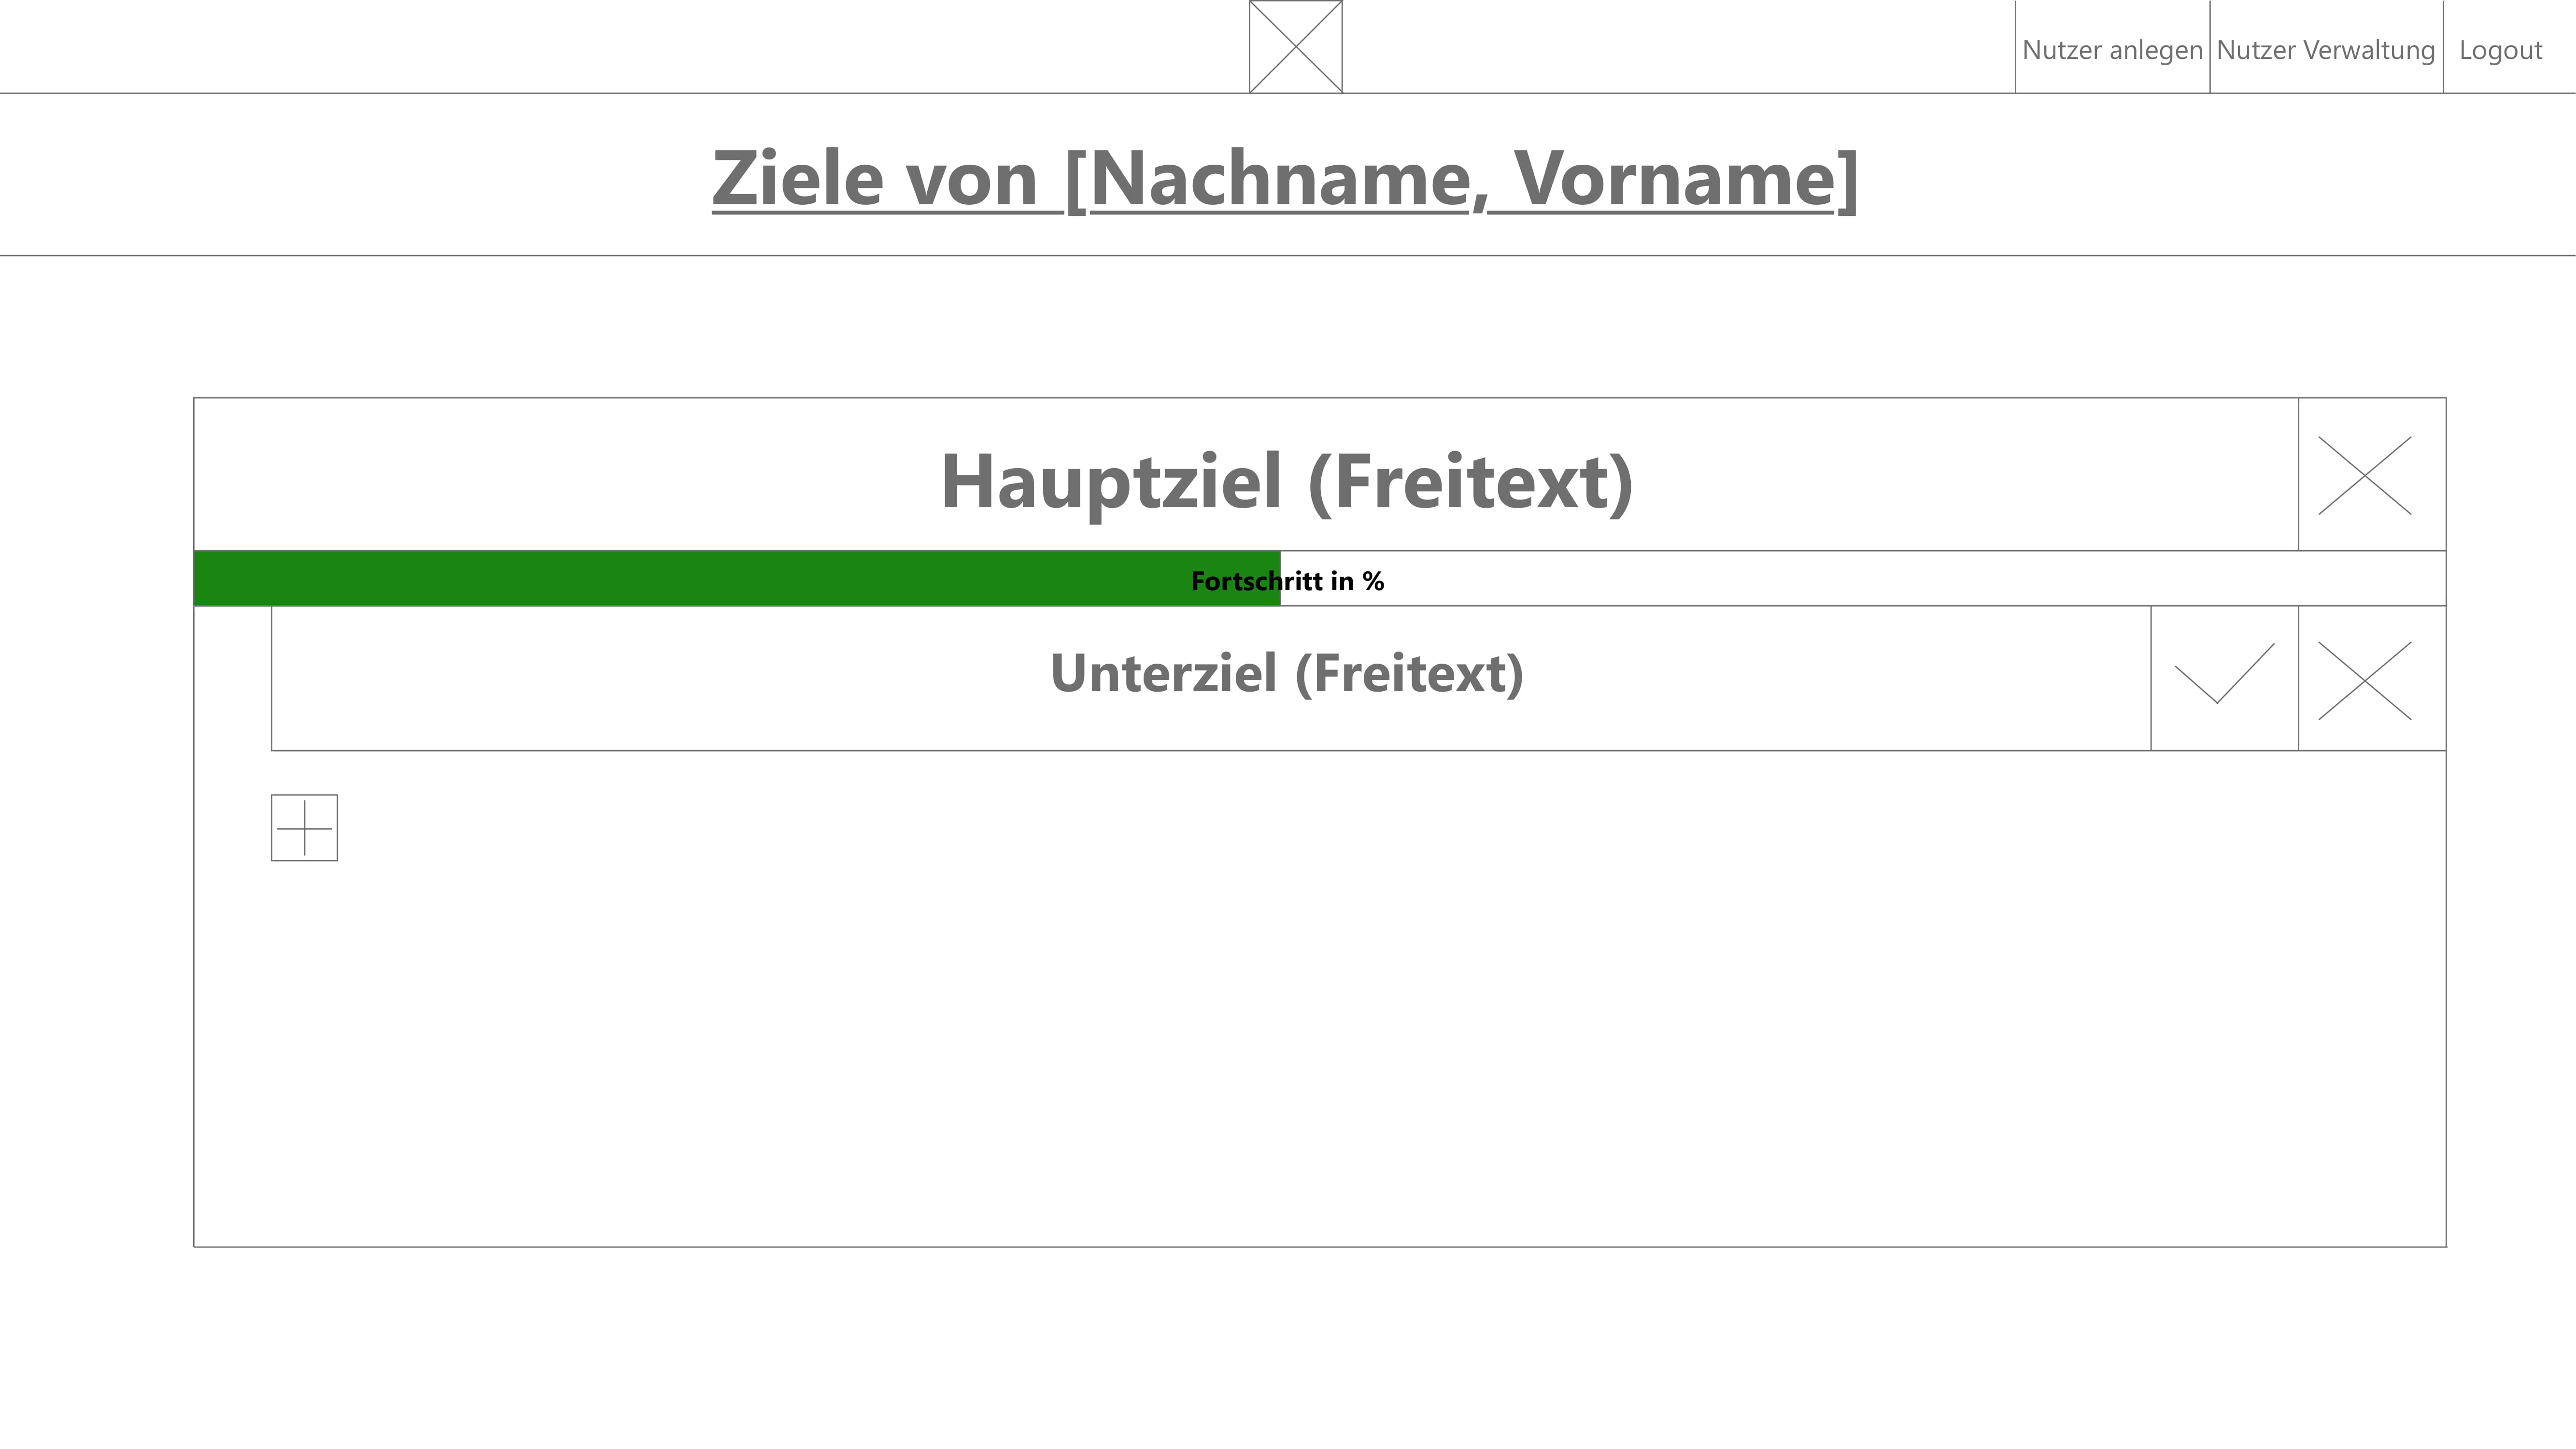 Nutzer anlegen
Nutzer Verwaltung
Logout
Ziele von [Nachname, Vorname]
Hauptziel (Freitext)
Fortschritt in %
Unterziel (Freitext)